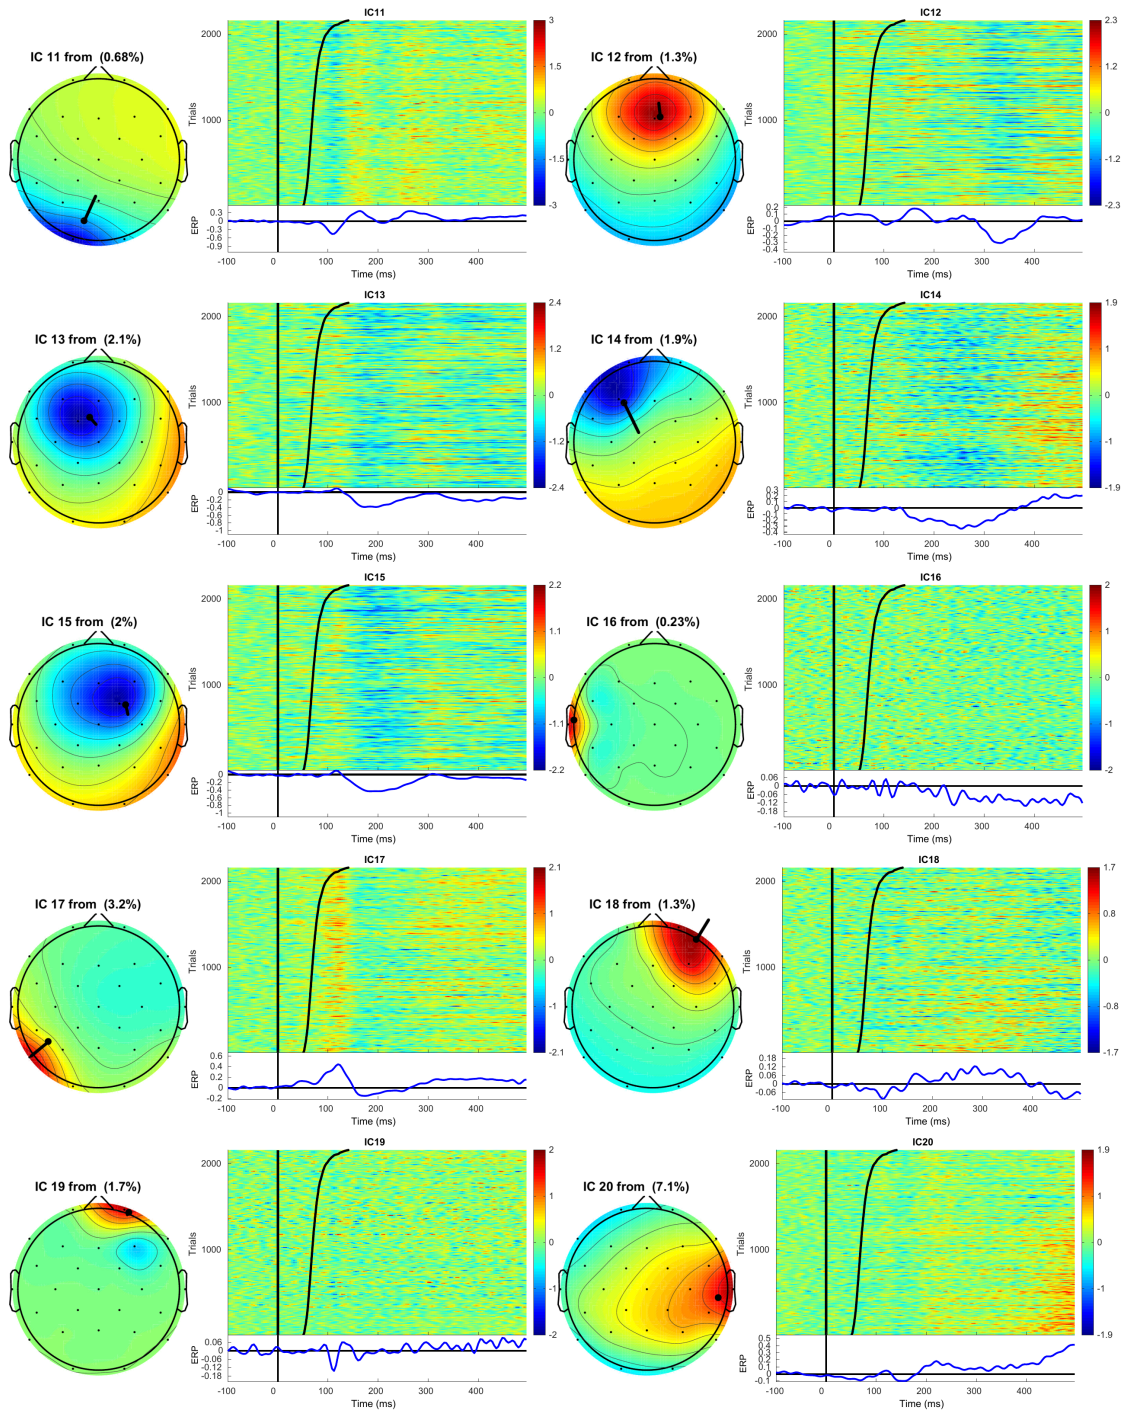 IC11
IC 11 from (0.68%)
Trials
2000
1000
3
1.5
0
-1.5
-3
ERP
0.3
0
-0.3
-0.6
-0.9
-100 0 100 200 300 400
Time (ms)
IC12
IC 12 from (1.3%)
Trials
2000
1000
2.3
1.2
0
-1.2
-2.3
ERP
0.2
0.1
0
-0.1
-0.2
-0.3
-0.4
-100 0 100 200 300 400
Time (ms)
IC13
IC 13 from (2.1%)
Trials
2000
1000
2.4
1.2
0
-1.2
-2.4
ERP
0
-0.2
-0.4
-0.6
-0.8
-1
-100 0 100 200 300 400
Time (ms)
IC14
IC 14 from (1.9%)
Trials
2000
1000
1.9
1
0
-1
-1.9
ERP
0.3
0.2
0.1
0
-0.1
-0.2
-0.3
-0.4
-100 0 100 200 300 400
Time (ms)
IC15
IC 15 from (2%)
Trials
2000
1000
2.2
1.1
0
-1.1
-2.2
ERP
0
-0.2
-0.4
-0.6
-0.8
-1
-100 0 100 200 300 400
Time (ms)
IC16
IC 16 from (0.23%)
Trials
2000
1000
2
1
0
-1
-2
ERP
0.06
0
-0.06
-0.12
-0.18
-100 0 100 200 300 400
Time (ms)
IC17
IC 17 from (3.2%)
Trials
2000
1000
2.1
1
0
-1
-2.1
ERP
0.6
0.4
0.2
0
-0.2
-100 0 100 200 300 400
Time (ms)
IC18
IC 18 from (1.3%)
Trials
2000
1000
1.7
0.8
0
-0.8
-1.7
ERP
0.18
0.12
0.06
0
-0.06
-100 0 100 200 300 400
Time (ms)
IC19
IC 19 from (1.7%)
Trials
2000
1000
2
1
0
-1
-2
ERP
0.06
0
-0.06
-0.12
-0.18
-100 0 100 200 300 400
Time (ms)
IC20
IC 20 from (7.1%)
Trials
2000
1000
1.9
1
0
-1
-1.9
ERP
0.5
0.4
0.3
0.2
0.1
0
-0.1
-100 0 100 200 300 400
Time (ms)